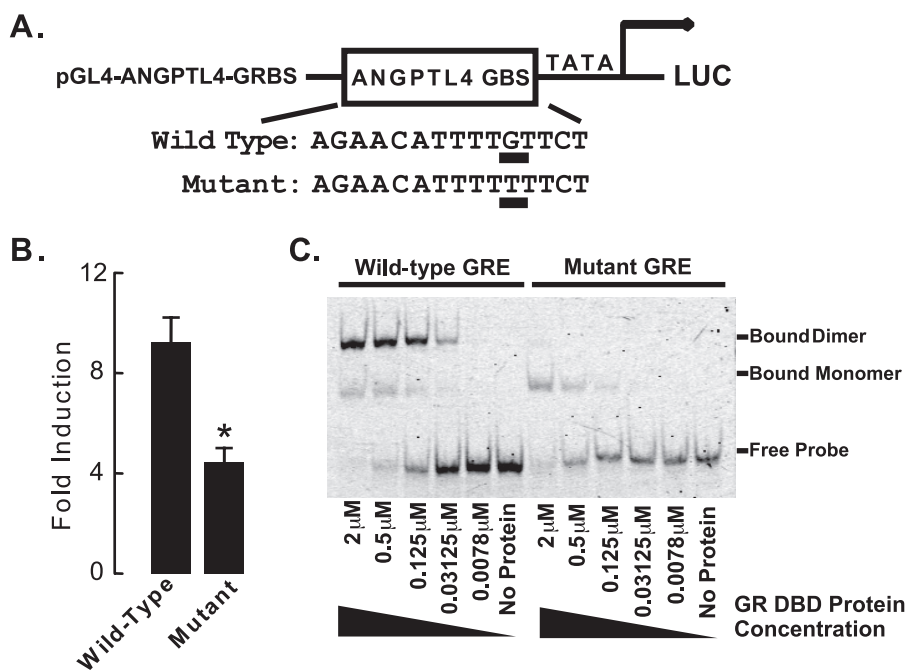 A.
pGL4-ANGPTL4-GRBS
ANGPTL4 GBS
TATA
LUC
Wild Type: AGAACATTTTGTTCT
Mutant: AGAACATTTTTTTCT
B.
Fold Induction
12
8
4
0
*
Wild-Type
Mutant
C.
Wild-type GRE
Mutant GRE
Bound Dimer
Bound Monomer
Free Probe
2µM
0.5µM
0.125µM
0.03125µM
0.0078µM
No Protein
2µM
0.5µM
0.125µM
0.03125µM
0.0078µM
No Protein
GR DBD Protein
Concentration